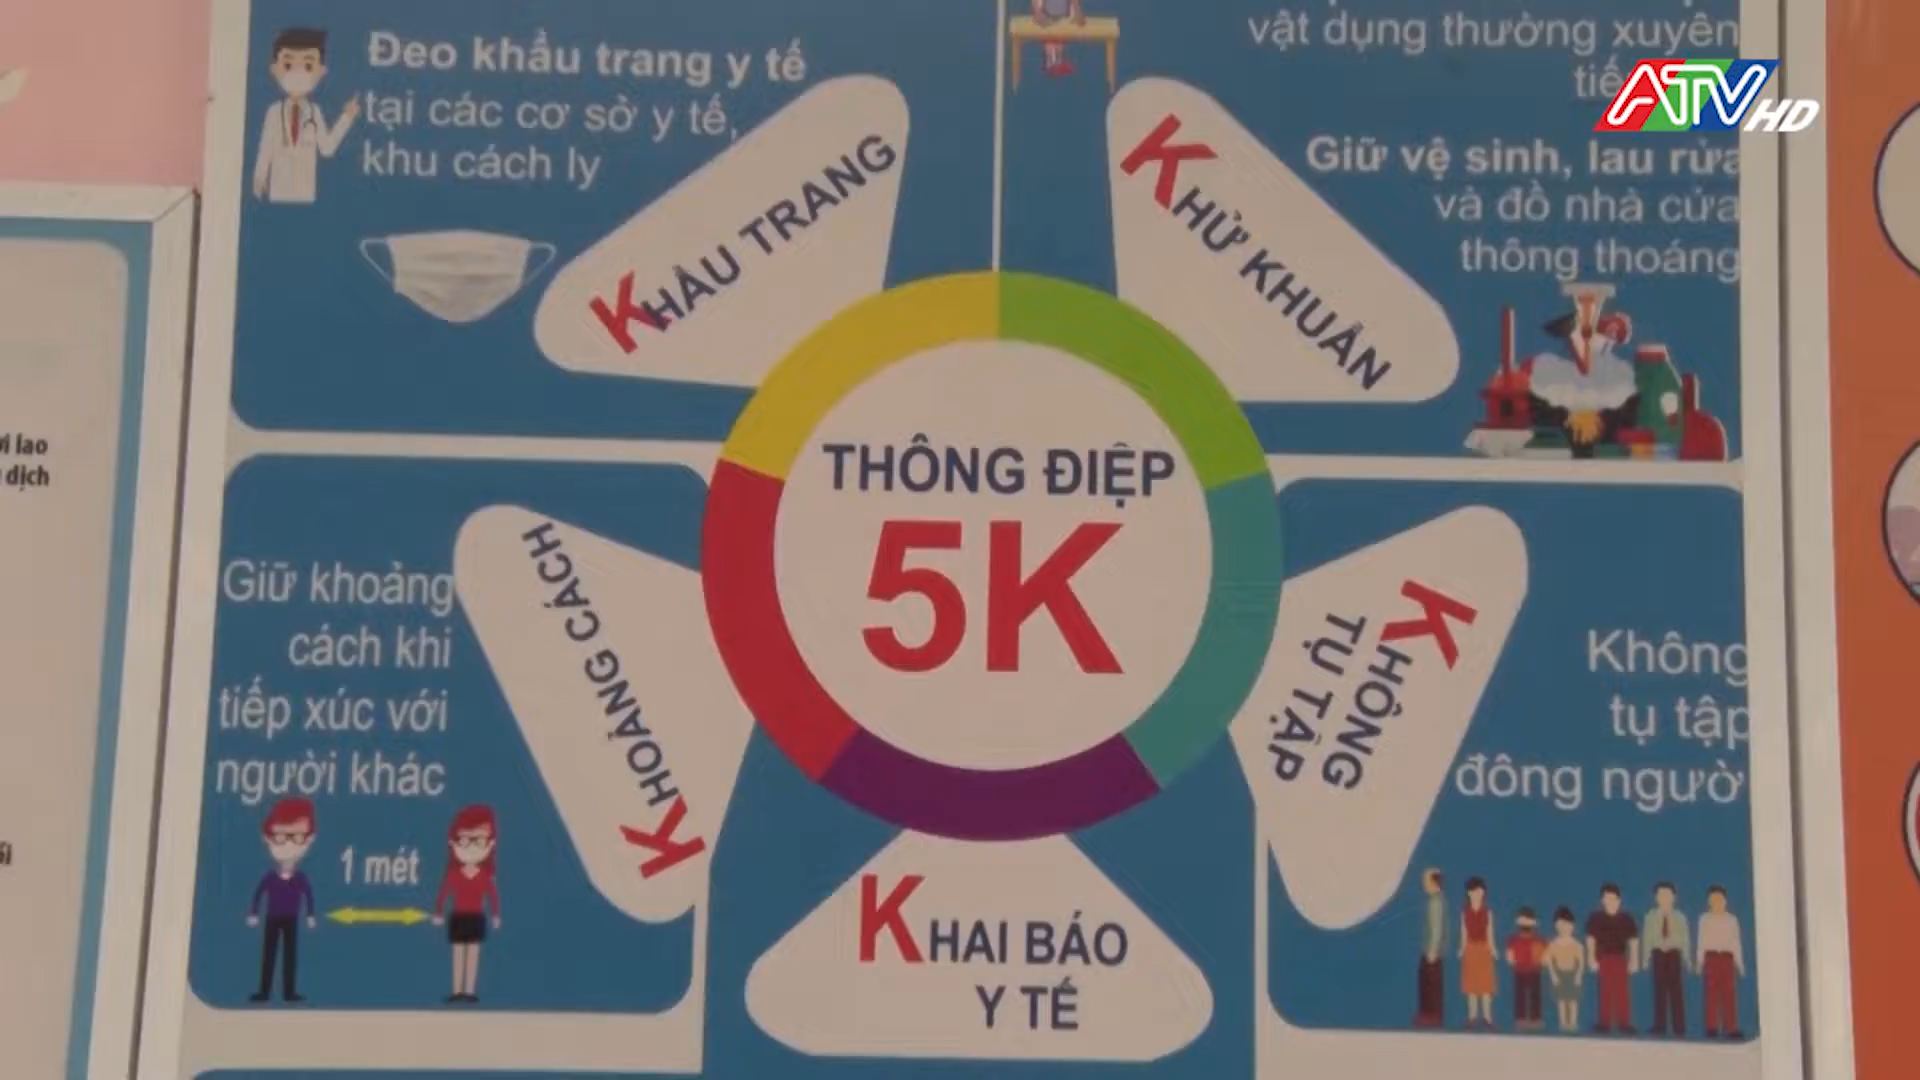 Đeo khẩu trang y tế
tại các cơ sở y tế,
khu cách ly
KHẨU TRANG
vật dụng thường xuyên
ATV HD
Giữ vệ sinh, lau rửa
và đồ nhà cửa
thông thoáng
KHỬ KHUẨN
THÔNG ĐIỆP
5K
Giữ khoảng
cách khi
tiếp xúc với
người khác
1 mét
KHOẢNG CÁCH
KHÔNG
TỤ TẬP
Không
tụ tập
đông ngườ
KHAI BÁO
Y TẾ
lao
dịch